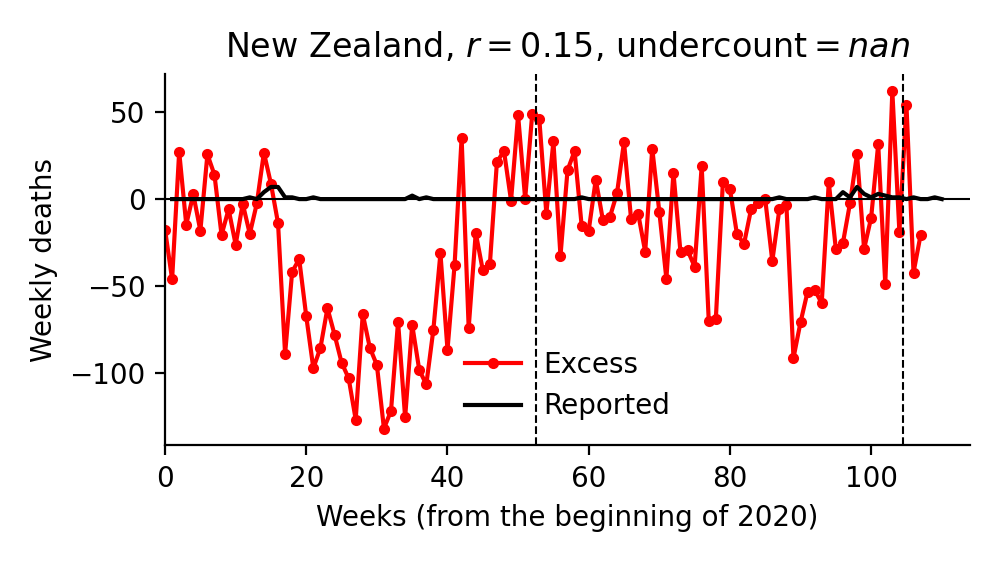 New Zealand, r = 0.15, undercount = nan
Weekly deaths
50
0
−50
−100
Excess
Reported
0 20 40 60 80 100
Weeks (from the beginning of 2020)